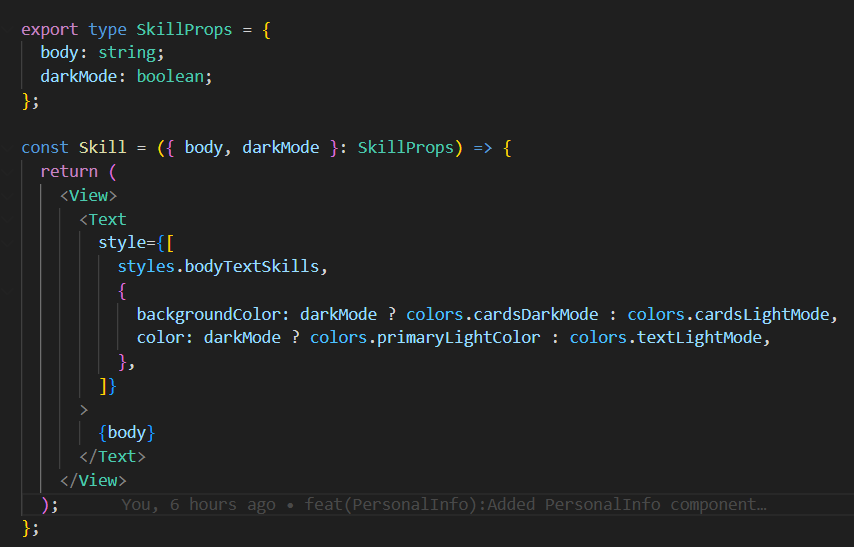 export type SkillProps = {
  body: string;
  darkMode: boolean;
};

const Skill = ({ body, darkMode }: SkillProps) => {
  return (
    <View>
      <Text
        style={[
          styles.bodyTextSkills,
          {
            backgroundColor: darkMode ? colors.cardsDarkMode : colors.cardsLightMode,
            color: darkMode ? colors.primaryLightColor : colors.textLightMode,
          },
        ]}
      >
        {body}
      </Text>
    </View>
  );      You, 6 hours ago • feat(PersonalInfo):Added PersonalInfo component…
};